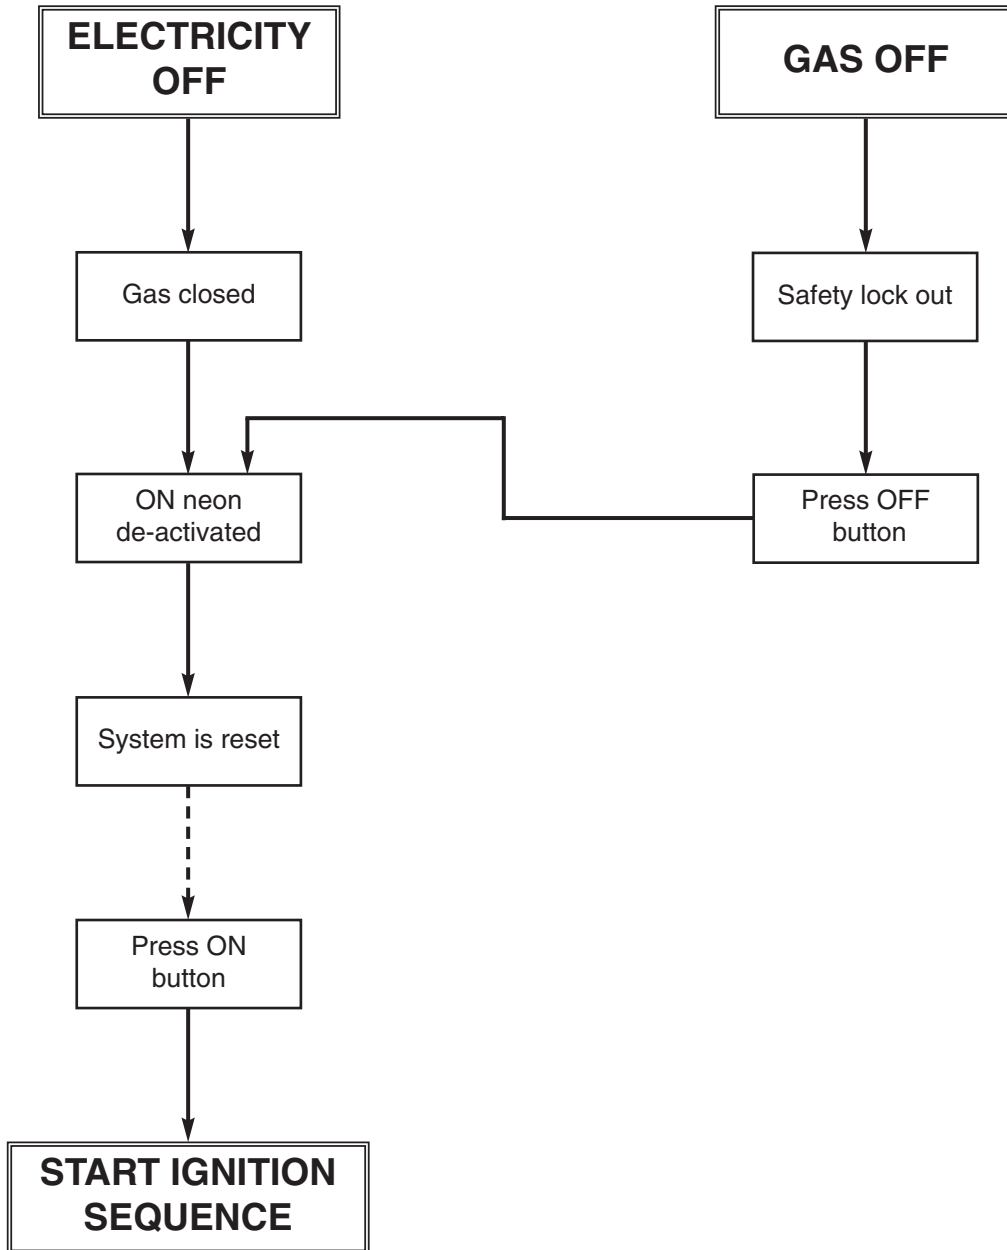 ELECTRICITY
OFF
GAS OFF
Gas closed
Safety lock out
ON neon
de-activated
Press OFF
button
System is reset
Press ON
button
START IGNITION
SEQUENCE